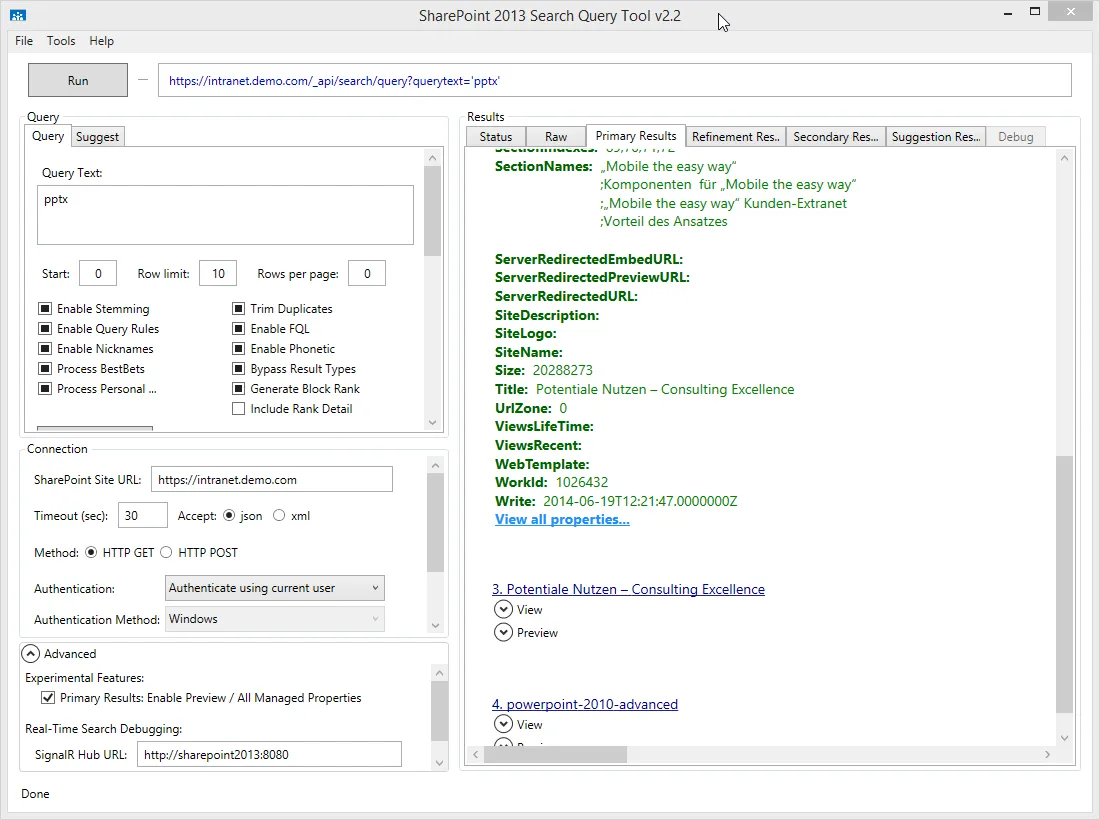 SharePoint 2013 Search Query Tool v2.2
File Tools Help
Run
https://intranet.demo.com/_api/search/query?querytext='pptx'
Query
Query Suggest
Query Text:
pptx
Start: 0 Row limit: 10 Rows per page: 0
Enable Stemming Trim Duplicates
Enable Query Rules Enable FQL
Enable Nicknames Enable Phonetic
Process BestBets Bypass Result Types
Process Personal ... Generate Block Rank
Include Rank Detail
Connection
SharePoint Site URL: https://intranet.demo.com
Timeout (sec): 30 Accept: json xml
Method: HTTP GET HTTP POST
Authentication: Authenticate using current user
Authentication Method: Windows
Advanced
Experimental Features:
Primary Results: Enable Preview / All Managed Properties
Real-Time Search Debugging:
SignalR Hub URL: http://sharepoint2013:8080
Results
Status Raw Primary Results Refinement Res.. Secondary Res... Suggestion Res... Debug
SectionIndexes:
SectionNames: „Mobile the easy way“
;Komponenten für „Mobile the easy way“
;„Mobile the easy way“ Kunden-Extranet
;Vorteil des Ansatzes
ServerRedirectedEmbedURL:
ServerRedirectedPreviewURL:
ServerRedirectedURL:
SiteDescription:
SiteLogo:
SiteName:
Size: 20288273
Title: Potentiale Nutzen – Consulting Excellence
UrlZone: 0
ViewsLifeTime:
ViewsRecent:
WebTemplate:
WorkId: 1026432
Write: 2014-06-19T12:21:47.0000000Z
View all properties...
3. Potentiale Nutzen – Consulting Excellence
View
Preview
4. powerpoint-2010-advanced
View
Done